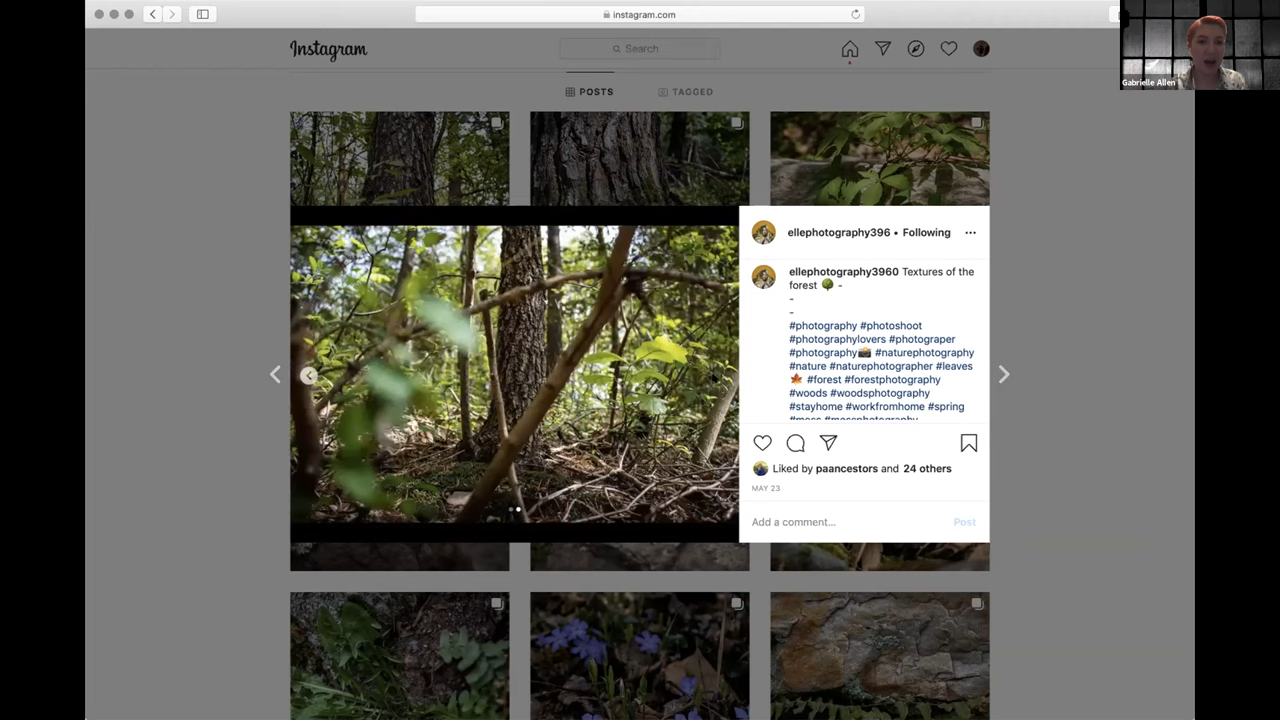 instagram.com
Instagram
Search
POSTS
TAGGED
Gabrielle Allen
ellephotography396 • Following
ellephotography3960 Textures of the
forest 🌳 -
-
-
#photography #photoshoot
#photographylovers #photograper
#photography📸 #naturephotography
#nature #naturephotographer #leaves
🍁 #forest #forestphotography
#woods #woodsphotography
#stayhome #workfromhome #spring
#moss #mossphotography
Liked by paancestors and 24 others
MAY 23
Add a comment...
Post